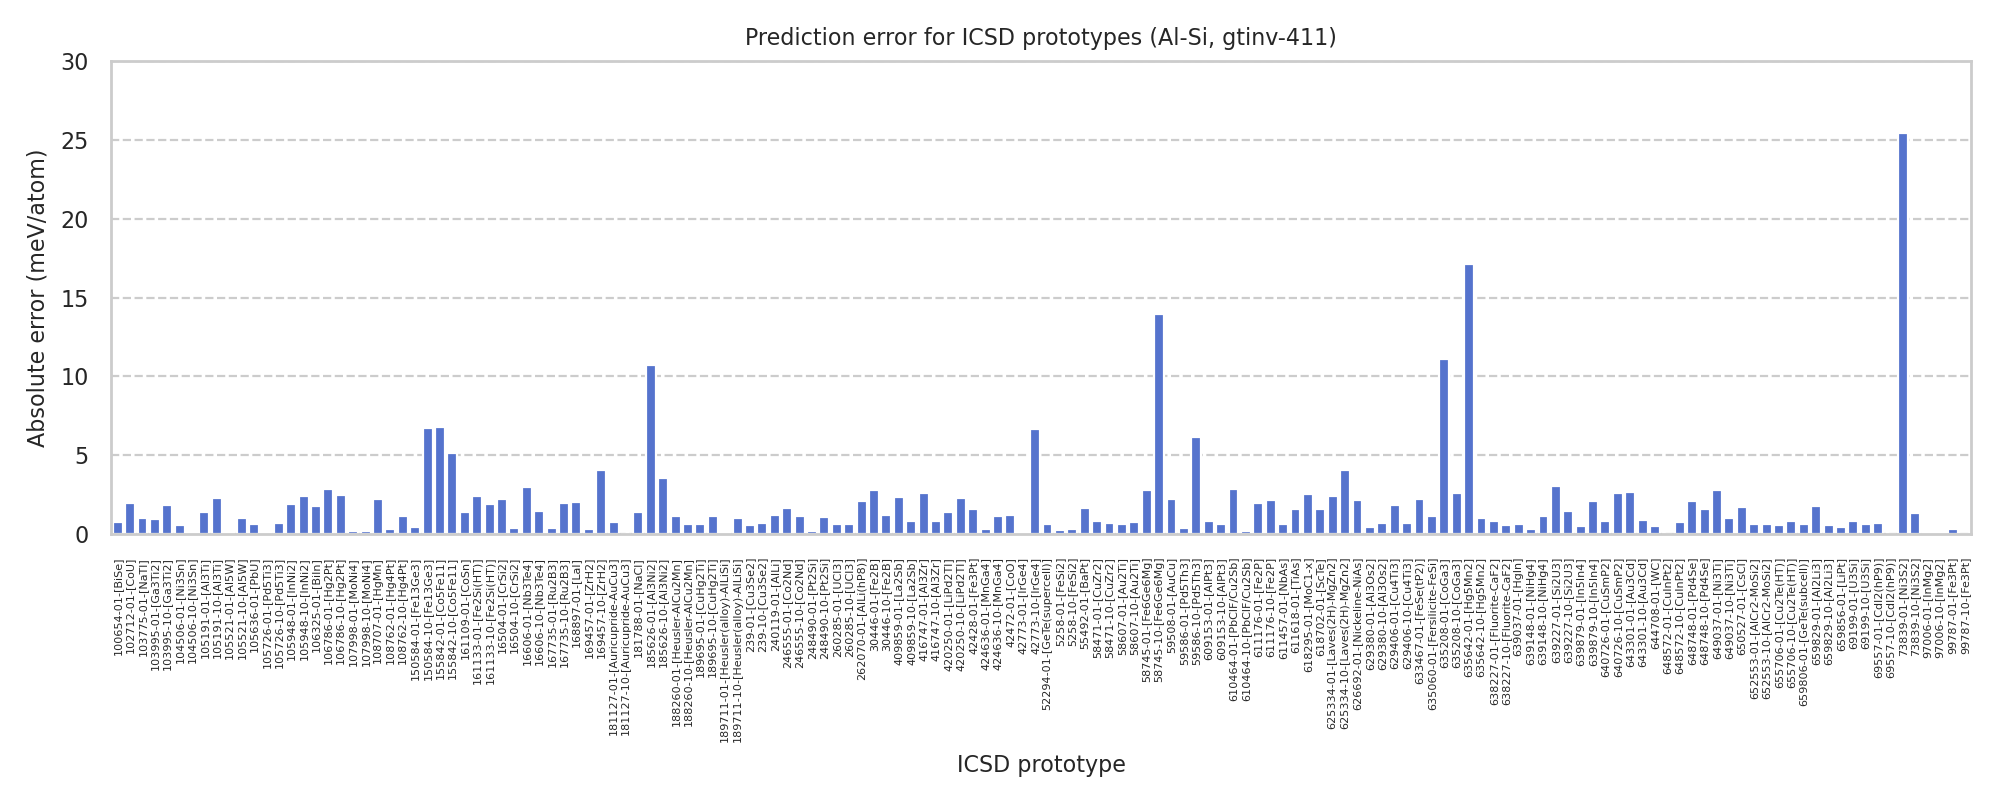 Prediction error for ICSD prototypes (Al-Si, gtinv-411)
Absolute error (meV/atom)
30
25
20
15
10
5
0
100654-01-[BiSe]
102712-01-[CoU]
103775-01-[NaTl]
103995-01-[Ga3Ti2]
103995-10-[Ga3Ti2]
104506-01-[Ni3Sn]
104506-10-[Ni3Sn]
105191-01-[Al3Ti]
105191-10-[Al3Ti]
105521-01-[Al5W]
105521-10-[Al5W]
105636-01-[PbU]
105726-01-[Pd5Ti3]
105726-10-[Pd5Ti3]
105948-01-[InNi2]
105948-10-[InNi2]
106325-01-[BiIn]
106786-01-[Hg2Pt]
106786-10-[Hg2Pt]
107998-01-[MoNi4]
107998-10-[MoNi4]
108707-01-[HgMn]
108762-01-[Hg4Pt]
108762-10-[Hg4Pt]
150584-01-[Fe13Ge3]
150584-10-[Fe13Ge3]
155842-01-[Co5Fe11]
155842-10-[Co5Fe11]
161109-01-[CoSn]
161133-01-[Fe2Si(HT)]
161133-10-[Fe2Si(HT)]
16504-01-[CrSi2]
16504-10-[CrSi2]
16606-01-[Nb3Te4]
16606-10-[Nb3Te4]
167735-01-[Ru2B3]
167735-10-[Ru2B3]
168897-01-[LaI]
169457-01-[ZrH2]
169457-10-[ZrH2]
181127-01-[Auricupride-AuCu3]
181127-10-[Auricupride-AuCu3]
181788-01-[NaCl]
185626-01-[Al3Ni2]
185626-10-[Al3Ni2]
188260-01-[Heusler-AlCu2Mn]
188260-10-[Heusler-AlCu2Mn]
189695-01-[CuHg2Ti]
189695-10-[CuHg2Ti]
189711-01-[Heusler(alloy)-AlLiSi]
189711-10-[Heusler(alloy)-AlLiSi]
239-01-[Cu3Se2]
239-10-[Cu3Se2]
240119-01-[AlLi]
246555-01-[Co2Nd]
246555-10-[Co2Nd]
248490-01-[Pt2Si]
248490-10-[Pt2Si]
260285-01-[UCl3]
260285-10-[UCl3]
262070-01-[AlLi(hP8)]
30446-01-[Fe2B]
30446-10-[Fe2B]
409859-01-[La2Sb]
409859-10-[La2Sb]
416747-01-[Al3Zr]
416747-10-[Al3Zr]
420250-01-[LiPd2Tl]
420250-10-[LiPd2Tl]
42428-01-[Fe3Pt]
424636-01-[MnGa4]
424636-10-[MnGa4]
42472-01-[CoO]
42773-01-[IrGe4]
42773-10-[IrGe4]
52294-01-[GeTe(supercell)]
5258-01-[FeSi2]
5258-10-[FeSi2]
55492-01-[BaPt]
58471-01-[CuZr2]
58471-10-[CuZr2]
58607-01-[Au2Ti]
58607-10-[Au2Ti]
58745-01-[Fe6Ge6Mg]
58745-10-[Fe6Ge6Mg]
59508-01-[AuCu]
59586-01-[Pd5Th3]
59586-10-[Pd5Th3]
609153-01-[AlPt3]
609153-10-[AlPt3]
610464-01-[PbClF/Cu2Sb]
610464-10-[PbClF/Cu2Sb]
611176-01-[Fe2P]
611176-10-[Fe2P]
611457-01-[NbAs]
611618-01-[TiAs]
618295-01-[MoC1-x]
618702-01-[ScTe]
625334-01-[Laves(2H)-MgZn2]
625334-10-[Laves(2H)-MgZn2]
626692-01-[Nickeline-NiAs]
629380-01-[Al3Os2]
629380-10-[Al3Os2]
629406-01-[Cu4Ti3]
629406-10-[Cu4Ti3]
633467-01-[FeSe(tP2)]
635060-01-[Fersilicite-FeSi]
635208-01-[CoGa3]
635208-10-[CoGa3]
635642-01-[Hg5Mn2]
635642-10-[Hg5Mn2]
638227-01-[Fluorite-CaF2]
638227-10-[Fluorite-CaF2]
639037-01-[HgIn]
639148-01-[NiHg4]
639148-10-[NiHg4]
639227-01-[Si2U3]
639227-10-[Si2U3]
639879-01-[In5In4]
639879-10-[In5In4]
640726-01-[CuSmP2]
640726-10-[CuSmP2]
643301-01-[Au3Cd]
643301-10-[Au3Cd]
644708-01-[WC]
648572-01-[CuInPt2]
648572-10-[CuInPt2]
648748-01-[Pd4Se]
648748-10-[Pd4Se]
649037-01-[Ni3Ti]
649037-10-[Ni3Ti]
650527-01-[CsCl]
652553-01-[AlCr2-MoSi2]
652553-10-[AlCr2-MoSi2]
655706-01-[Cu2Te(HT)]
655706-10-[Cu2Te(HT)]
659806-01-[GeTe(subcell)]
659829-01-[Al2Li3]
659829-10-[Al2Li3]
659856-01-[LiPt]
69199-01-[U3Si]
69199-10-[U3Si]
69557-01-[CdI2(hP9)]
69557-10-[CdI2(hP9)]
73839-01-[Ni3S2]
73839-10-[Ni3S2]
97006-01-[InMg2]
97006-10-[InMg2]
99787-01-[Fe3Pt]
99787-10-[Fe3Pt]
ICSD prototype